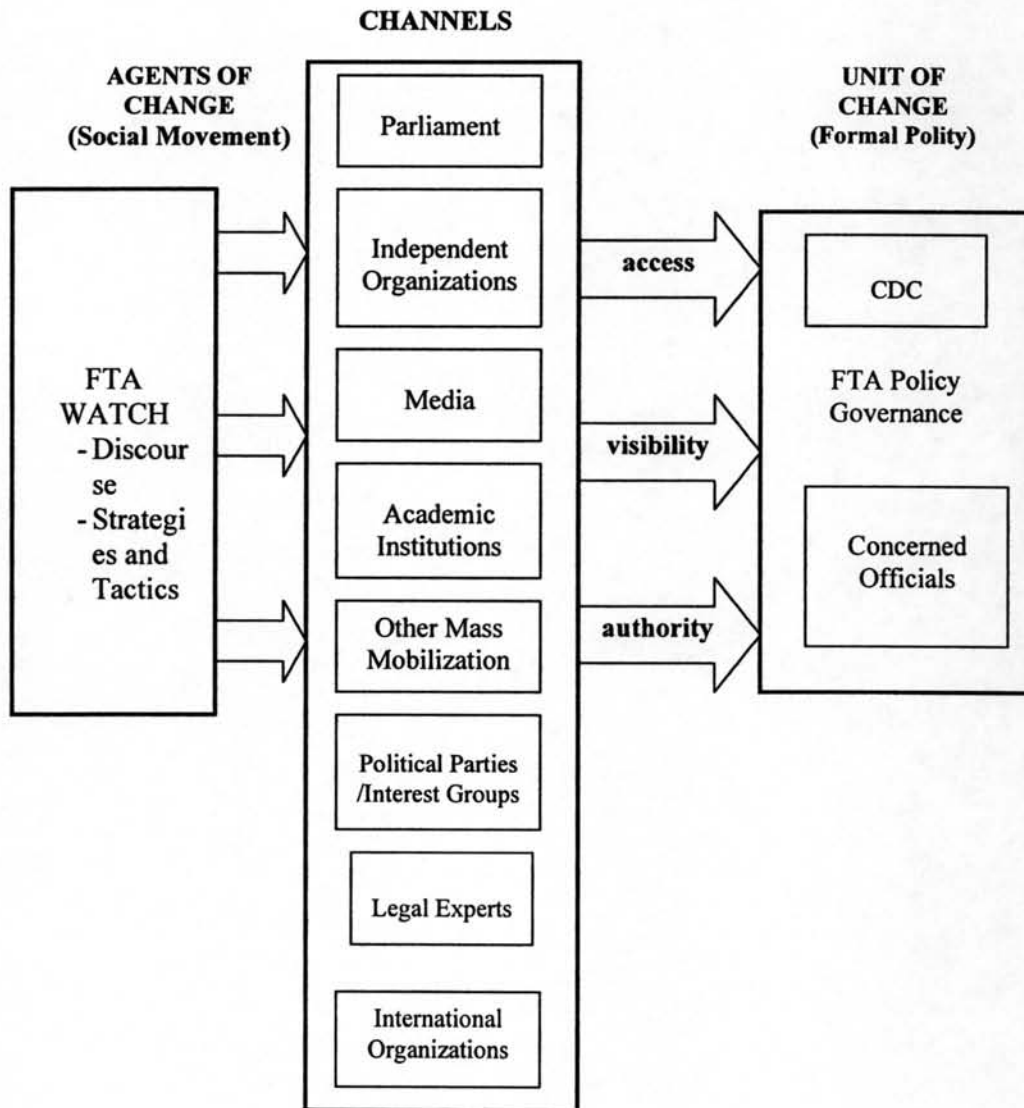 CHANNELS
AGENTS OF
CHANGE
(Social Movement)
UNIT OF
CHANGE
(Formal Polity)
FTA
WATCH
- Discour
se
- Strategi
es and
Tactics
Parliament
Independent
Organizations
Media
Academic
Institutions
Other Mass
Mobilization
Political Parties
/Interest Groups
Legal Experts
International
Organizations
access
visibility
authority
CDC
FTA Policy
Governance
Concerned
Officials